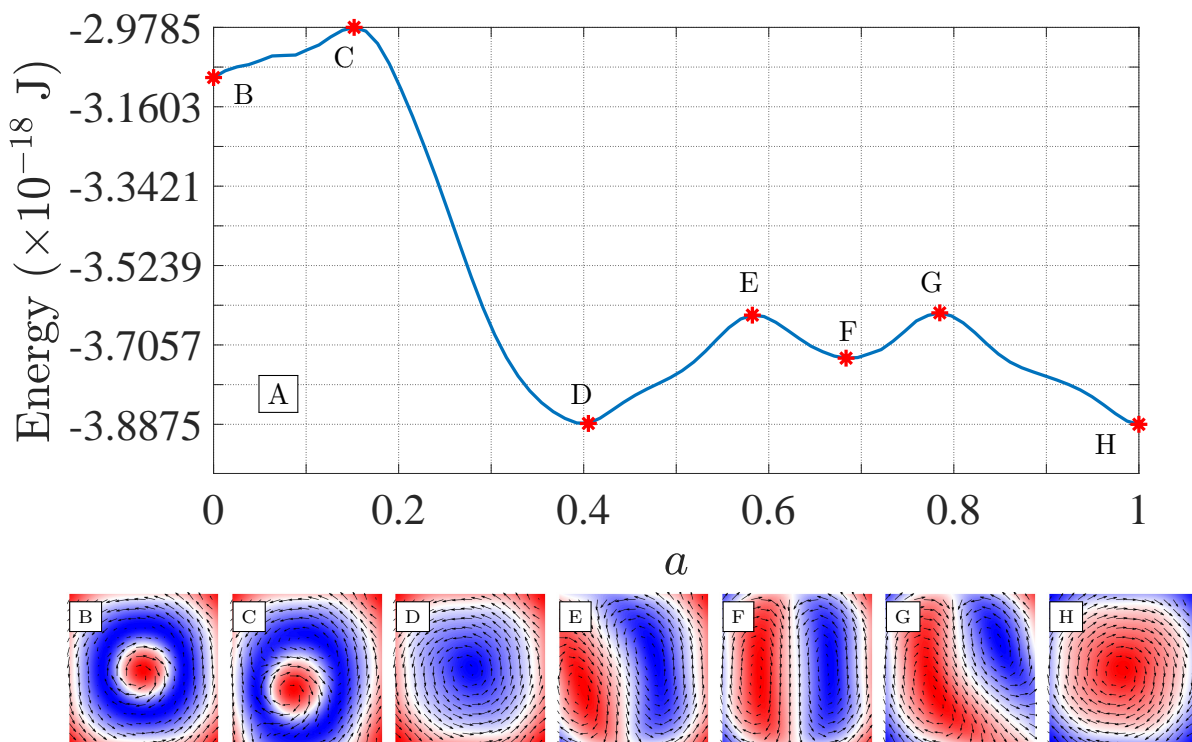 Energy (×10⁻¹⁸ J)
-2.9785
-3.1603
-3.3421
-3.5239
-3.7057
-3.8875
B
C
D
E
F
G
H
A
0 0.2 0.4 0.6 0.8 1
a
B C D E F G H